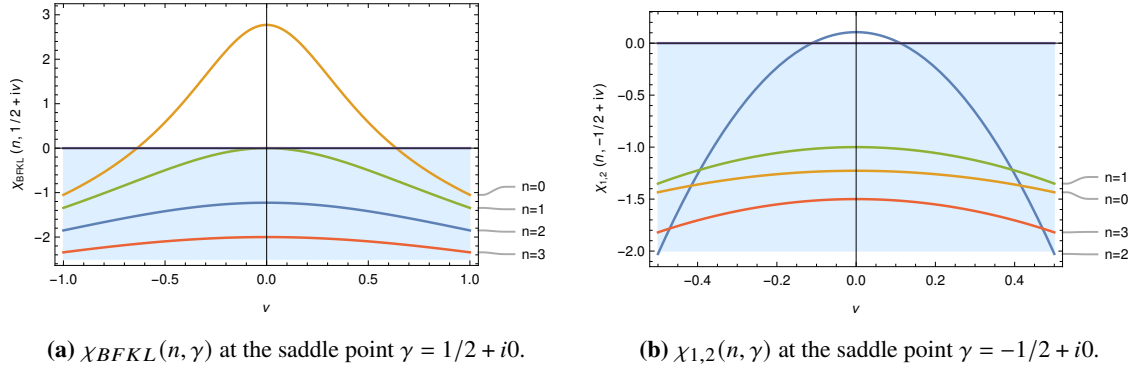 3
2
1
0
−1
−2
χBFKL (n, 1/2 + iν)
−1.0
−0.5
0.0
0.5
1.0
ν
n=0
n=1
n=2
n=3
0.0
−0.5
−1.0
−1.5
−2.0
χ1,2 (n, −1/2 + iν)
−0.4
−0.2
0.0
0.2
0.4
ν
n=1
n=0
n=3
n=2
(a) χBFKL(n, γ) at the saddle point γ = 1/2 + i0.
(b) χ1,2(n, γ) at the saddle point γ = −1/2 + i0.